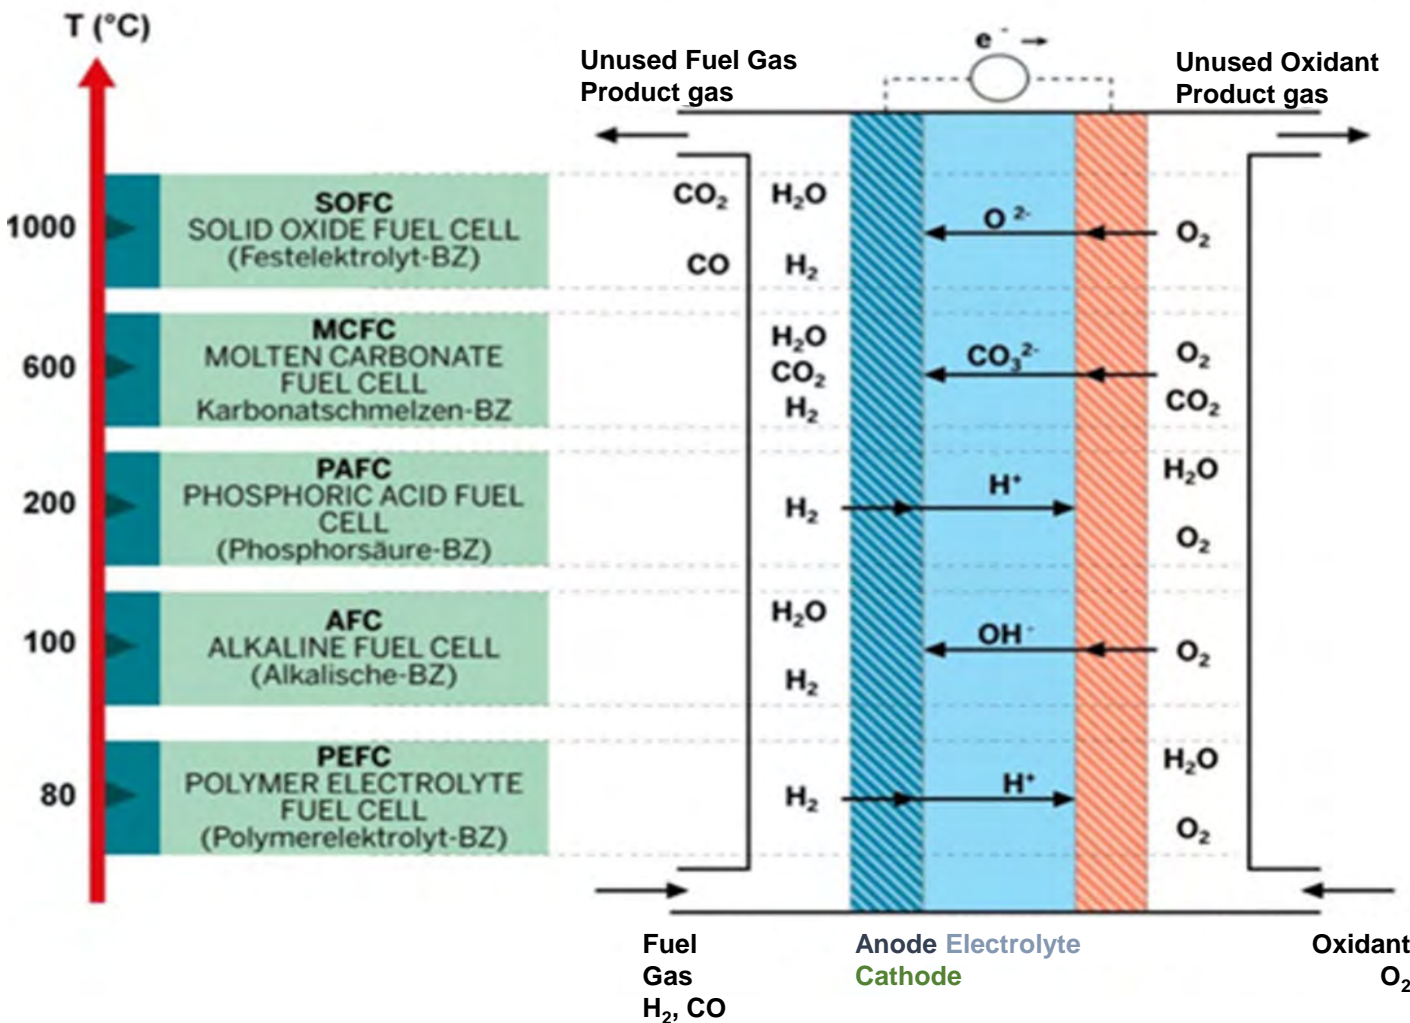 T (°C)
Unused Fuel Gas
Product gas
e⁻
Unused Oxidant
Product gas
1000
SOFC
SOLID OXIDE FUEL CELL
(Festelektrolyt-BZ)
CO₂ H₂O
CO H₂
O²⁻
O₂
600
MCFC
MOLTEN CARBONATE
FUEL CELL
Karbonatschmelzen-BZ
H₂O
CO₂
H₂
CO₃²⁻
O₂
CO₂
200
PAFC
PHOSPHORIC ACID FUEL
CELL
(Phosphorsäure-BZ)
H₂
H⁺
H₂O
O₂
100
AFC
ALKALINE FUEL CELL
(Alkalische-BZ)
H₂O
H₂
OH⁻
O₂
80
PEFC
POLYMER ELECTROLYTE
FUEL CELL
(Polymerelektrolyt-BZ)
H₂
H⁺
H₂O
O₂
Fuel
Gas
H₂, CO
Anode Electrolyte
Cathode
Oxidant
O₂